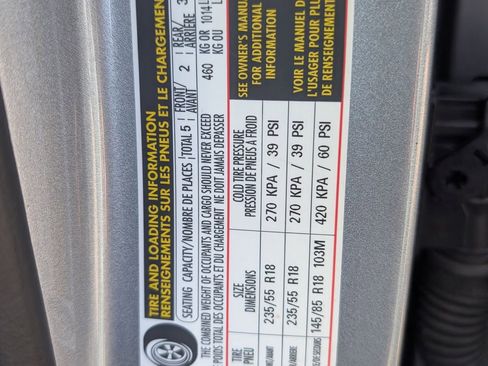 TIRE AND LOADING INFORMATION
RENSEIGNEMENTS SUR LES PNEUS ET LE CHARGEMENT
SEATING CAPACITY/NOMBRE DE PLACES TOTAL 5 FRONT/AVANT 2 REAR/ARRIÈRE 3
THE COMBINED WEIGHT OF OCCUPANTS AND CARGO SHOULD NEVER EXCEED 460 KG OR 1014
POIDS TOTAL DES OCCUPANTS ET DU CHARGEMENT NE DOIT JAMAIS DEPASSER KG OU
TIRE SIZE COLD TIRE PRESSURE
PNEU DIMENSIONS PRESSION DE PNEUS A FROID
235/55 R18 270 KPA / 39 PSI
235/55 R18 270 KPA / 39 PSI
145/85 R18 103M 420 KPA / 60 PSI
SEE OWNER'S MANUAL
FOR ADDITIONAL
INFORMATION
VOIR LE MANUEL DE
L'USAGER POUR PLUS
DE RENSEIGNEMENTS